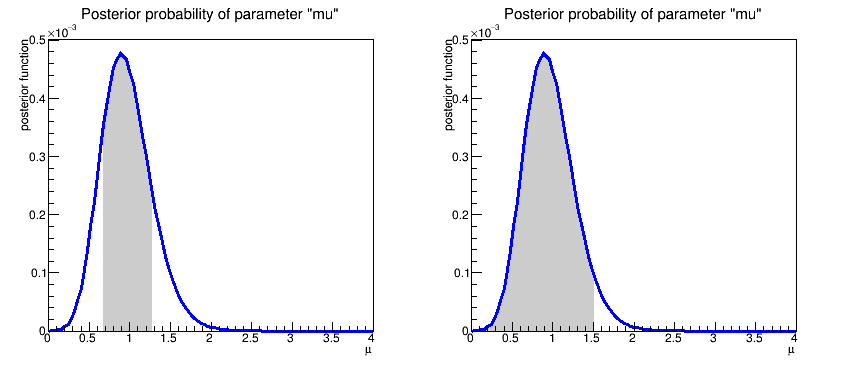 Posterior probability of parameter "mu"
×10⁻³
posterior function
0.5
0.4
0.3
0.2
0.1
0
0 0.5 1 1.5 2 2.5 3 3.5 4
μ
Posterior probability of parameter "mu"
×10⁻³
posterior function
0.5
0.4
0.3
0.2
0.1
0
0 0.5 1 1.5 2 2.5 3 3.5 4
μ